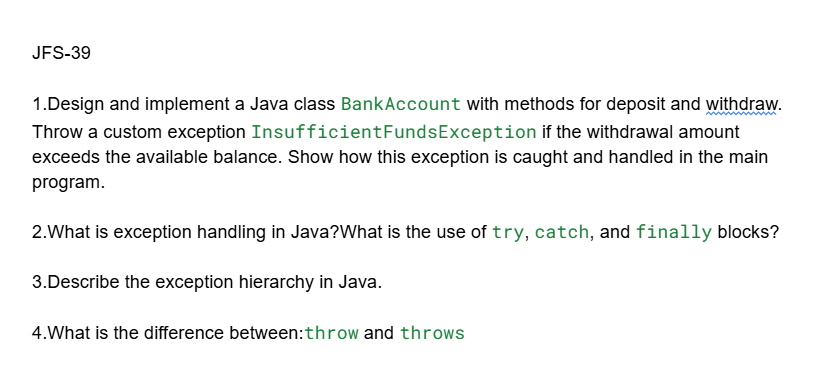 JFS-39
1.Design and implement a Java class BankAccount with methods for deposit and withdraw.
Throw a custom exception InsufficientFundsException if the withdrawal amount
exceeds the available balance. Show how this exception is caught and handled in the main
program.
2.What is exception handling in Java?What is the use of try, catch, and finally blocks?
3.Describe the exception hierarchy in Java.
4.What is the difference between:throw and throws